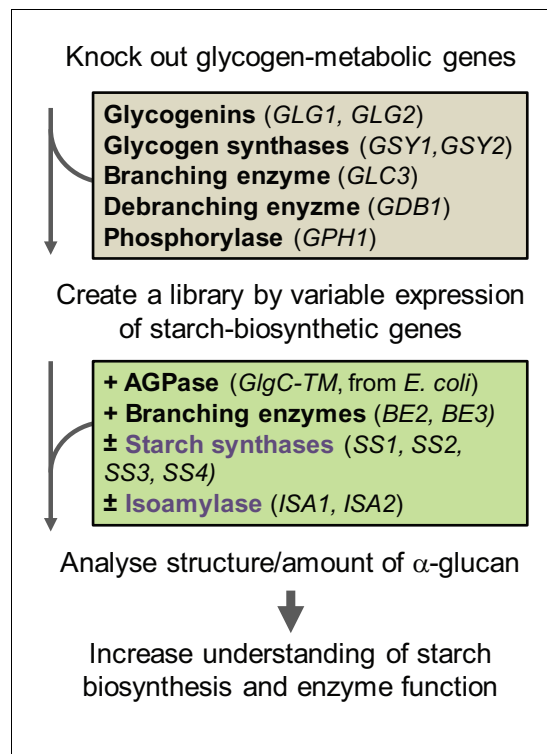 Knock out glycogen-metabolic genes
Glycogenins (GLG1, GLG2)
Glycogen synthases (GSY1,GSY2)
Branching enzyme (GLC3)
Debranching enyzme (GDB1)
Phosphorylase (GPH1)
Create a library by variable expression
of starch-biosynthetic genes
+ AGPase (GlgC-TM, from E. coli)
+ Branching enzymes (BE2, BE3)
± Starch synthases (SS1, SS2,
SS3, SS4)
± Isoamylase (ISA1, ISA2)
Analyse structure/amount of α-glucan
Increase understanding of starch
biosynthesis and enzyme function